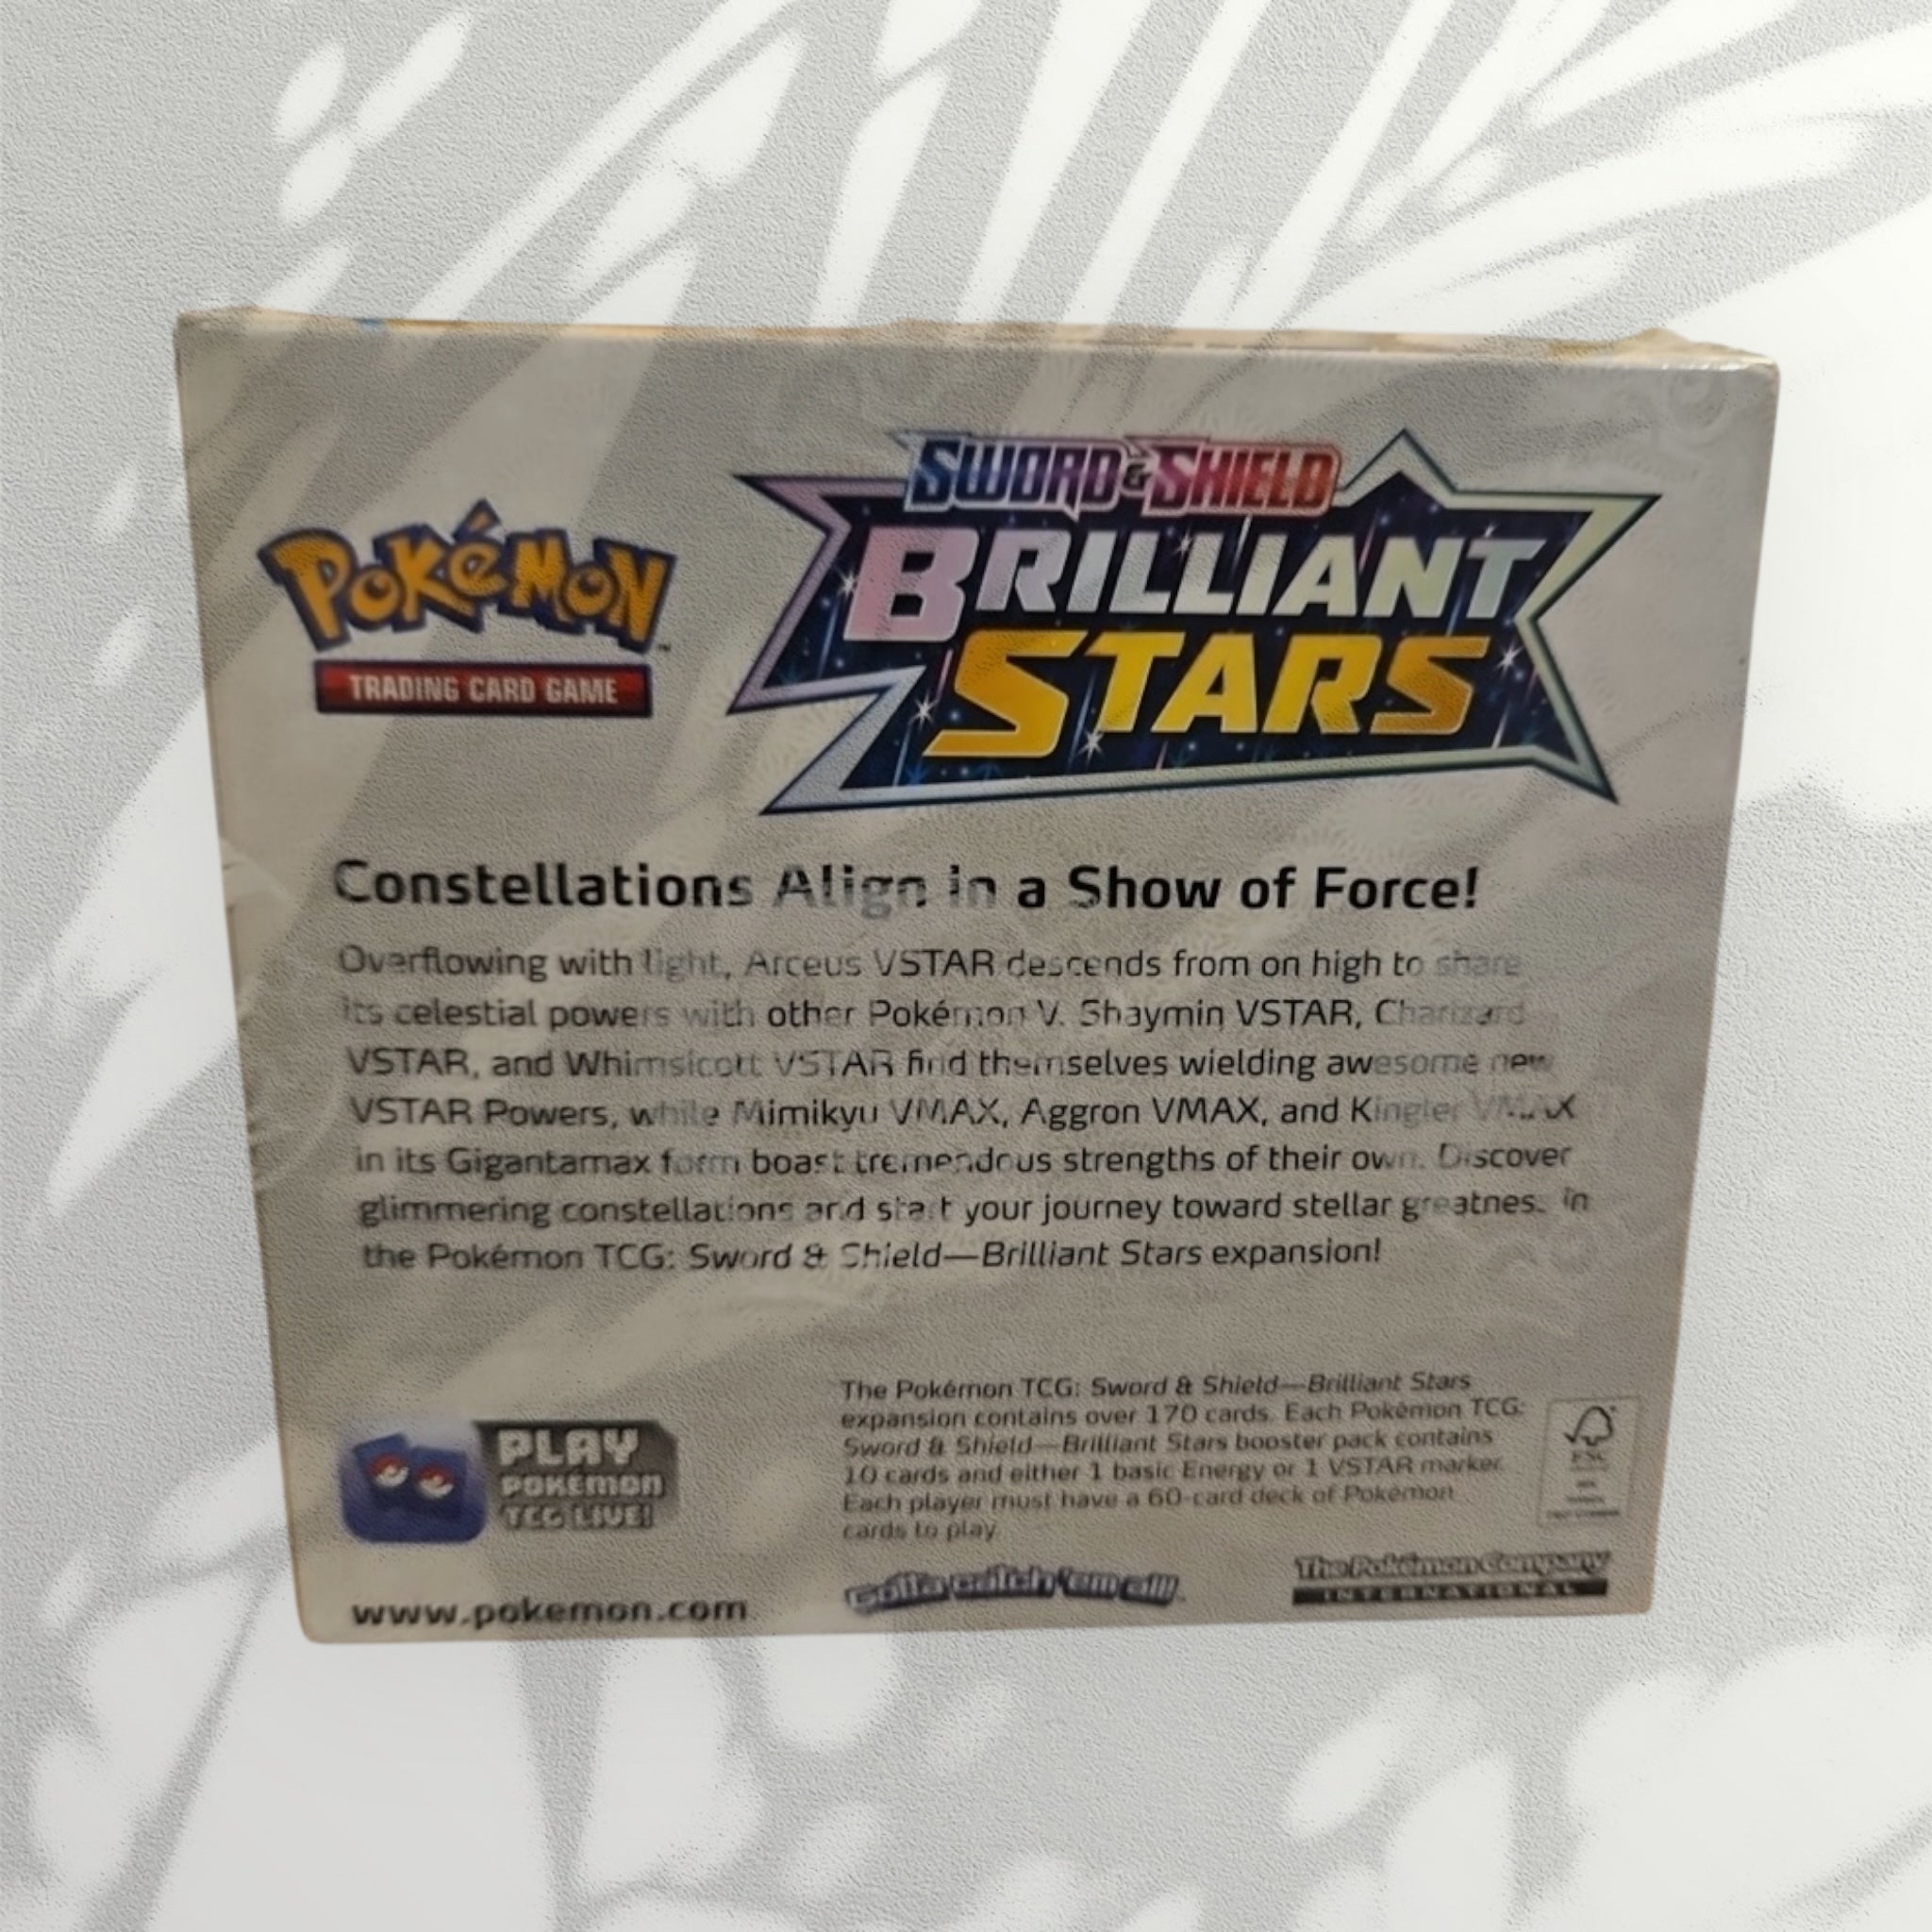 SWORD & SHIELD
POKéMON
TRADING CARD GAME
BRILLIANT
STARS
Constellations Align in a Show of Force!
Overflowing with light, Arceus VSTAR descends from on high to share
its celestial powers with other Pokémon V. Shaymin VSTAR, Charizard
VSTAR, and Whimsicott VSTAR find themselves wielding awesome new
VSTAR Powers, while Mimikyu VMAX, Aggron VMAX, and Kingler VMAX
in its Gigantamax form boast tremendous strengths of their own. Discover
glimmering constellations and start your journey toward stellar greatness in
the Pokémon TCG: Sword & Shield—Brilliant Stars expansion!
The Pokémon TCG: Sword & Shield—Brilliant Stars
expansion contains over 170 cards. Each Pokémon TCG:
Sword & Shield—Brilliant Stars booster pack contains
10 cards and either 1 basic Energy or 1 VSTAR marker.
Each player must have a 60-card deck of Pokémon
cards to play.
PLAY
POKÉMON
TCG LIVE!
FSC
www.pokemon.com
Gotta catch 'em all!
The Pokémon Company
INTERNATIONAL